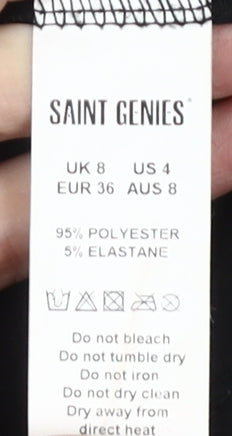 SAINT GENIES
UK 8 US 4
EUR 36 AUS 8
95% POLYESTER
5% ELASTANE
Do not bleach
Do not tumble dry
Do not iron
Do not dry clean
Dry away from
direct heat